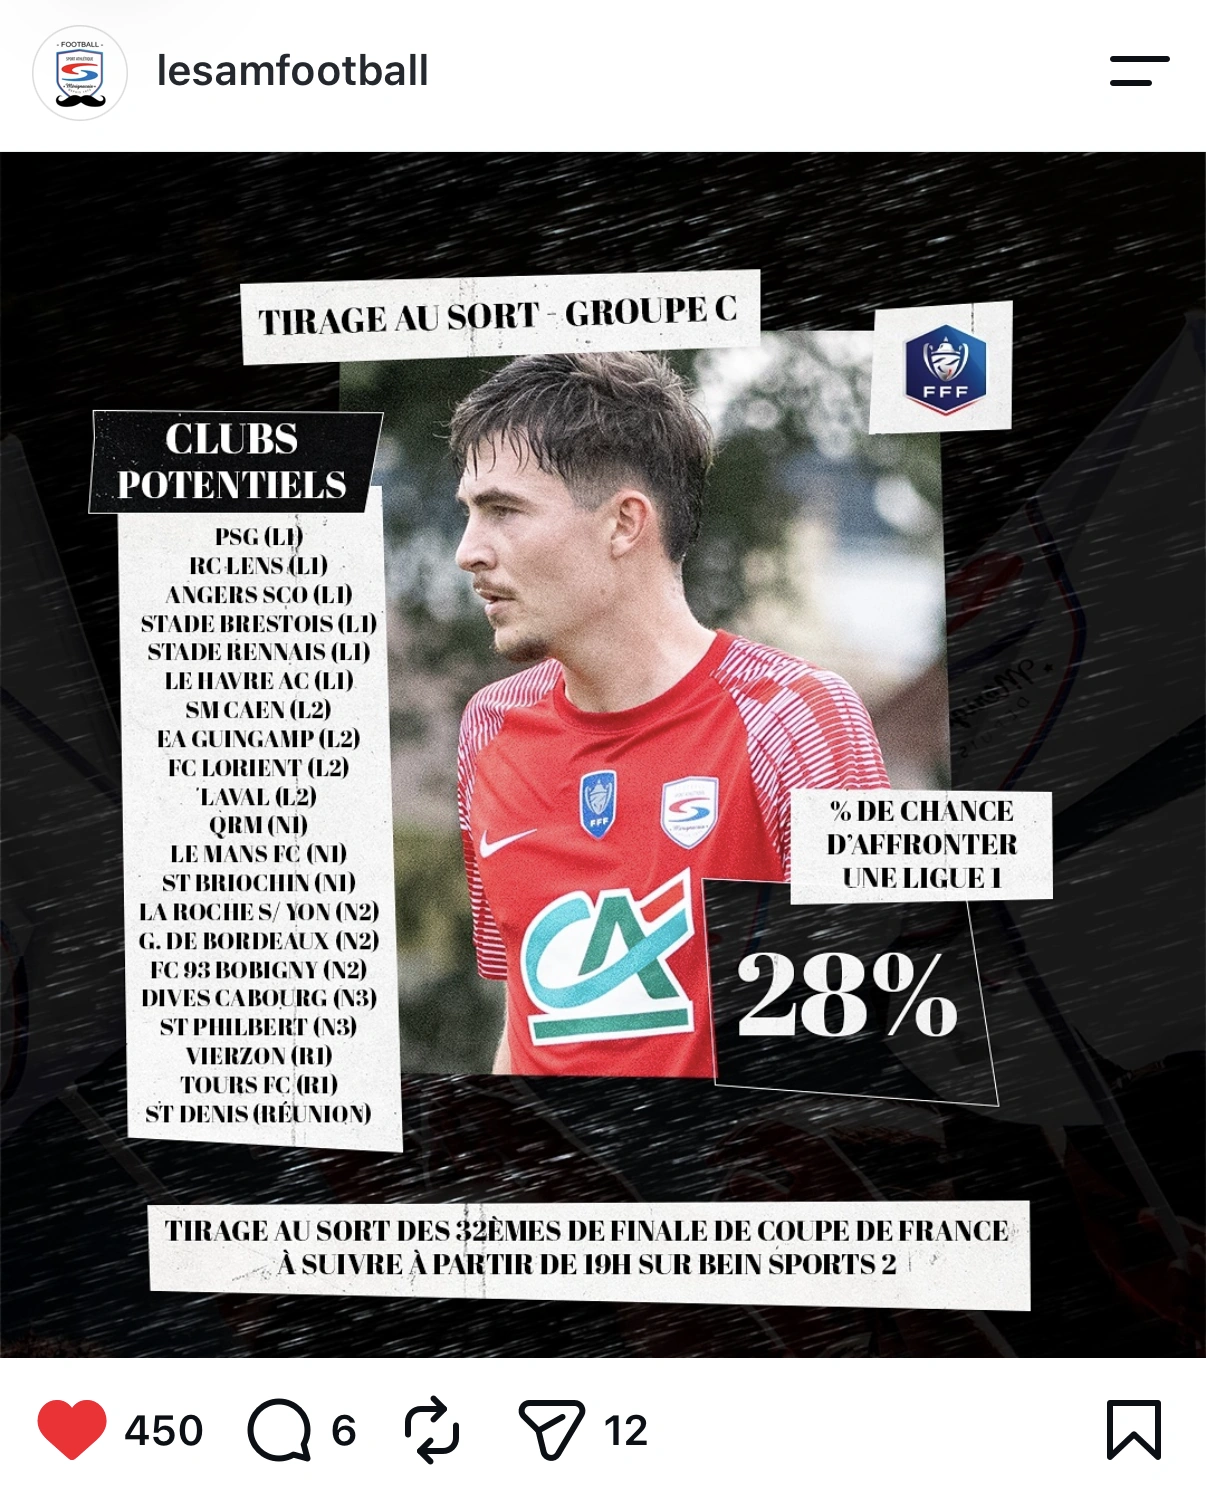 lesamfootball
TIRAGE AU SORT - GROUPE C
FFF
CLUBS
POTENTIELS
PSG (L1)
RC LENS (L1)
ANGERS SCO (L1)
STADE BRESTOIS (L1)
STADE RENNAIS (L1)
LE HAVRE AC (L1)
SM CAEN (L2)
EA GUINGAMP (L2)
FC LORIENT (L2)
LAVAL (L2)
QRM (N1)
LE MANS FC (N1)
ST BRIOCHIN (N1)
LA ROCHE S/ YON (N2)
G. DE BORDEAUX (N2)
FC 93 BOBIGNY (N2)
DIVES CABOURG (N3)
ST PHILBERT (N3)
VIERZON (R1)
TOURS FC (R1)
ST DENIS (RÉUNION)
FFF
CA
% DE CHANCE
D'AFFRONTER
UNE LIGUE 1
28%
TIRAGE AU SORT DES 32ÈMES DE FINALE DE COUPE DE FRANCE
À SUIVRE À PARTIR DE 19H SUR BEIN SPORTS 2
450 6 12